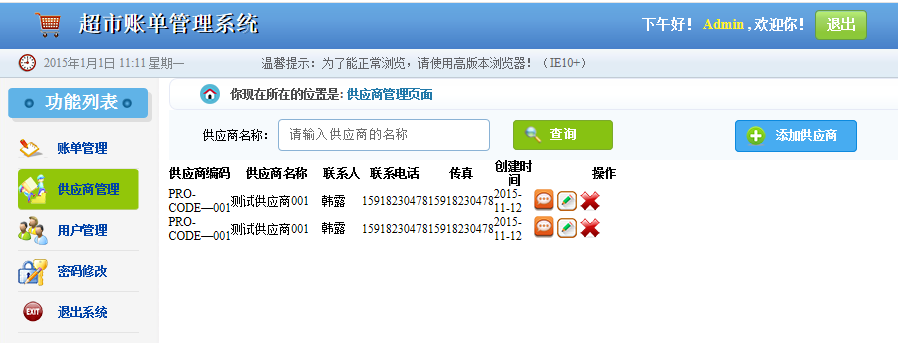 超市账单管理系统
下午好！ Admin , 欢迎你！ 退出
2015年1月1日 11:11 星期一 温馨提示：为了能正常浏览，请使用高版本浏览器！（IE10+）
功能列表
账单管理
供应商管理
用户管理
密码修改
EXIT 退出系统
你现在所在的位置是: 供应商管理页面
供应商名称： 请输入供应商的名称 查询 添加供应商
供应商编码 供应商名称 联系人 联系电话 传真 创建时间 操作
PRO-CODE—001 测试供应商001 韩露 15918230478 15918230478 2015-11-12
PRO-CODE—001 测试供应商001 韩露 15918230478 15918230478 2015-11-12